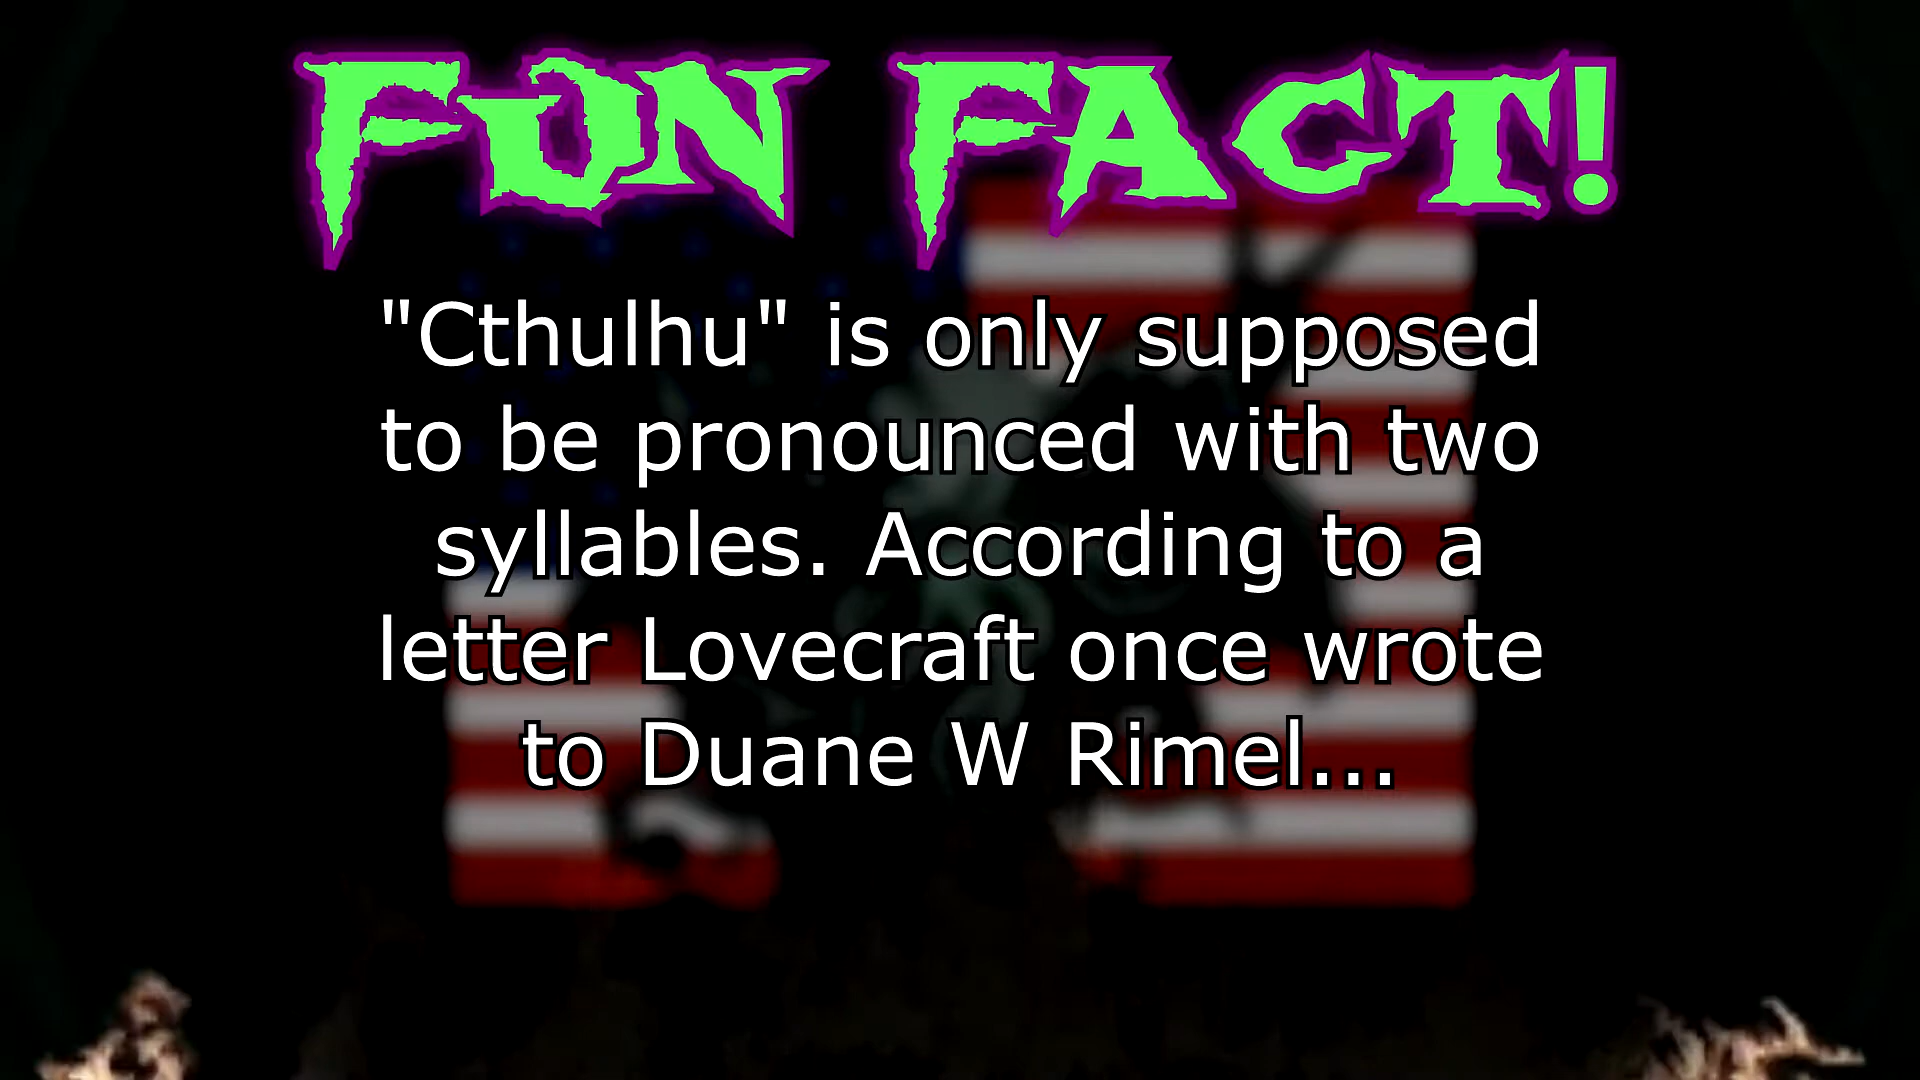 FUN FACT!
"Cthulhu" is only supposed
to be pronounced with two
syllables. According to a
letter Lovecraft once wrote
to Duane W Rimel...